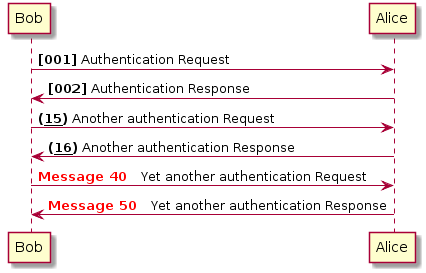 Bob Alice
[001] Authentication Request
[002] Authentication Response
(15) Another authentication Request
(16) Another authentication Response
Message 40 Yet another authentication Request
Message 50 Yet another authentication Response
Bob Alice